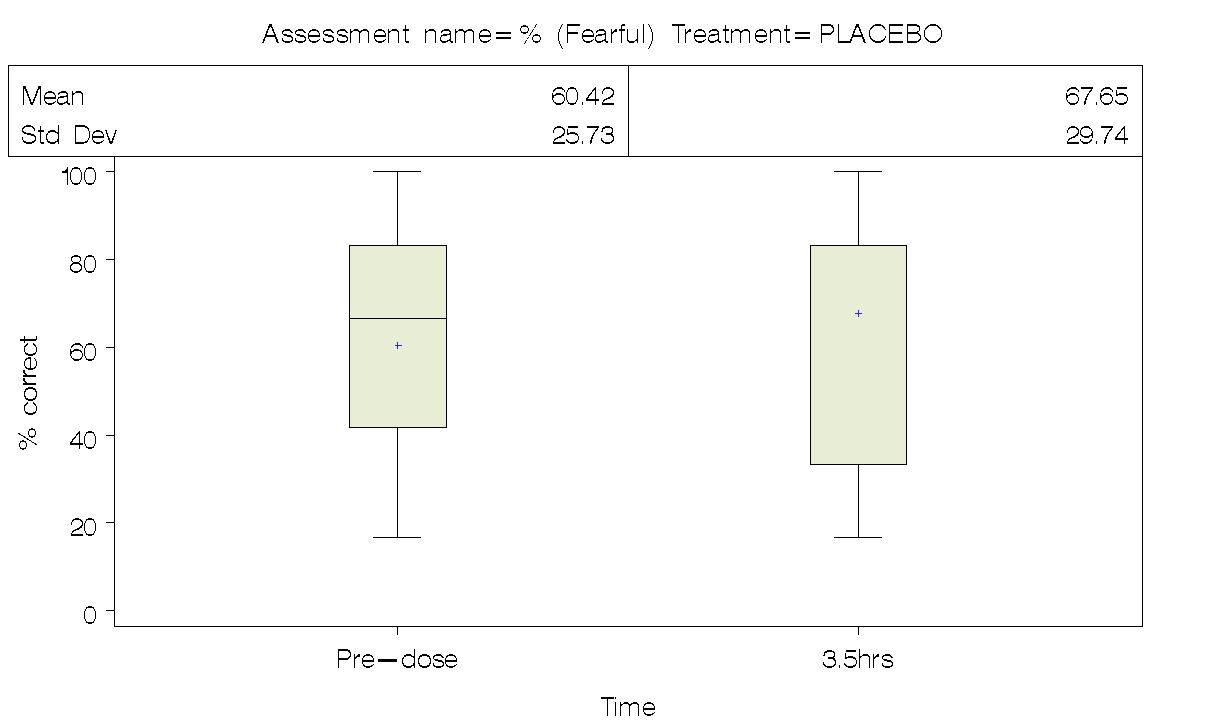 Assessment name=% (Fearful) Treatment=PLACEBO
Mean 60.42 67.65
Std Dev 25.73 29.74
100
80
60
40
20
0
% correct
Pre-dose 3.5hrs
Time